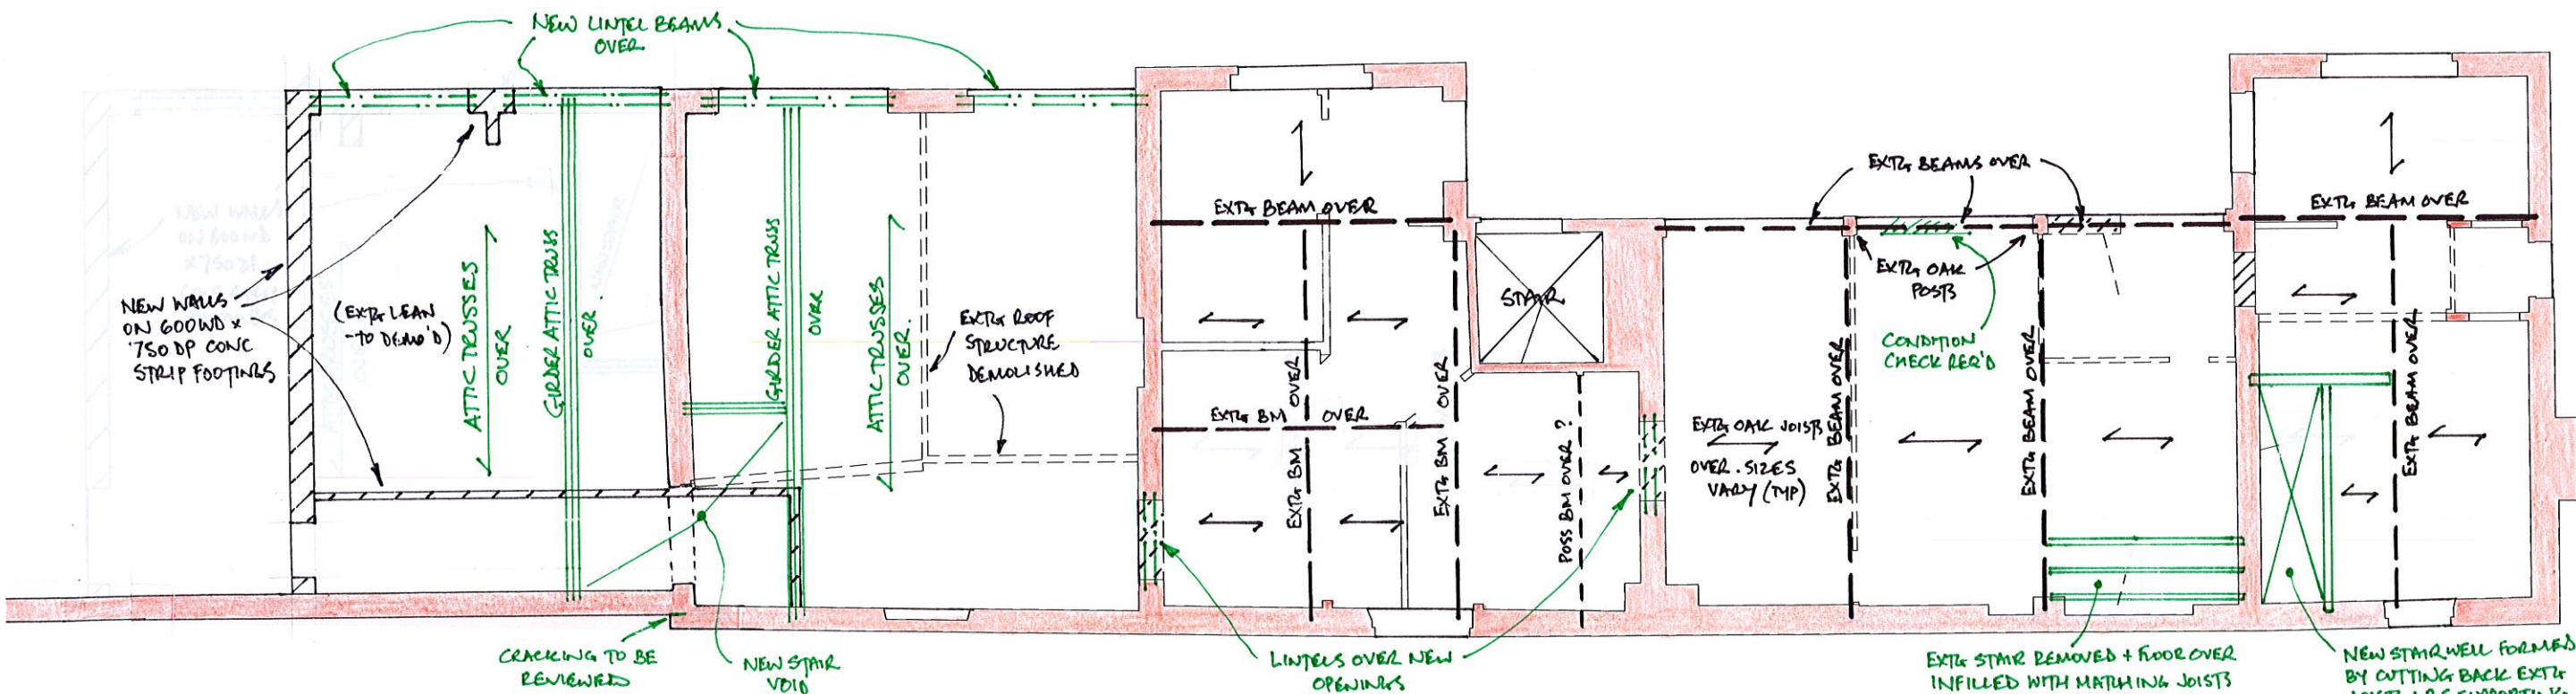 NEW LINTEL BEAMS
OVER
NEW WALLS
ON 600WD x
750 DP CONC
STRIP FOOTINGS
(EXTG LEAN
-TO DEMO'D)
ATTIC TRUSSES
OVER
GIRDER ATTIC TRUSS
OVER.
GIRDER ATTIC TRUSS
OVER
ATTIC TRUSSES
OVER.
EXTG ROOF
STRUCTURE
DEMOLISHED
CRACKING TO BE
REVIEWED
NEW STAIR
VOID
EXTG BEAM OVER
EXTG BM OVER
EXTG BM OVER
EXTG BM OVER
STAIR
POSS BM OVER ?
LINTELS OVER NEW
OPENINGS
EXTG BEAMS OVER
EXTG OAK
POSTS
CONDITION
CHECK REQ'D
EXTG OAK JOISTS
OVER. SIZES
VARY (TYP)
EXTG BEAM OVER
EXTG BEAM OVER
EXTG BEAM OVER
EXTG BEAM OVER
EXTG STAIR REMOVED + FLOOR OVER
INFILLED WITH MATCHING JOISTS
NEW STAIRWELL FORMED
BY CUTTING BACK EXTG